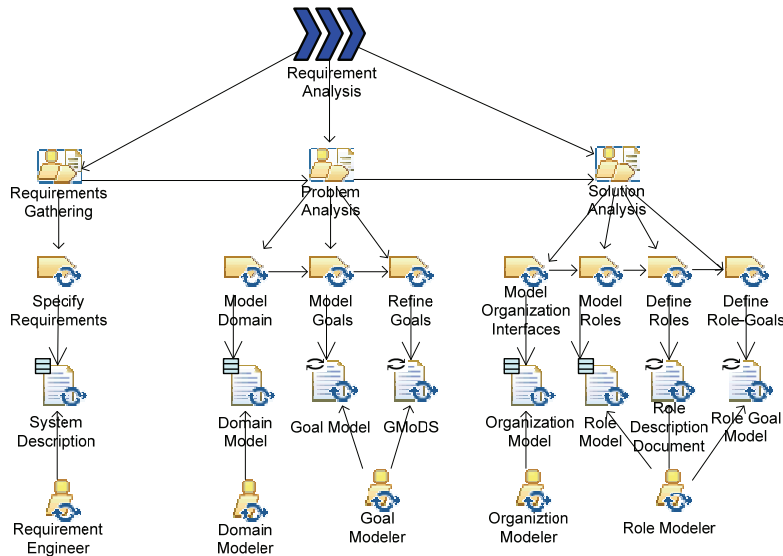 Requirement
Analysis
Requirements
Gathering
Problem
Analysis
Solution
Analysis
Specify
Requirements
Model
Domain
Model
Goals
Refine
Goals
Model
Organization
Interfaces
Model
Roles
Define
Roles
Define
Role-Goals
System
Description
Domain
Model
Goal Model
GMoDS
Organization
Model
Role
Model
Role
Description
Document
Role Goal
Model
Requirement
Engineer
Domain
Modeler
Goal
Modeler
Organiztion
Modeler
Role Modeler